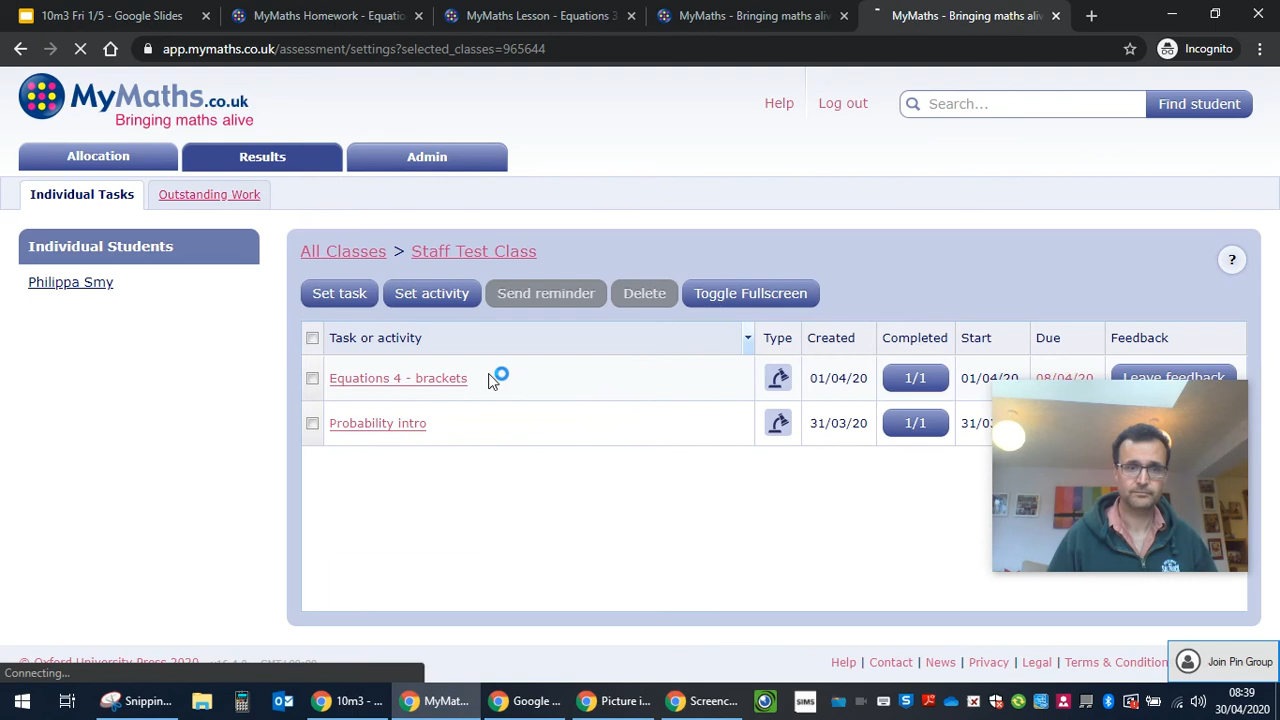 10m3 Fri 1/5 - Google Slides
MyMaths Homework - Equatio
MyMaths Lesson - Equations 3
MyMaths - Bringing maths aliv
MyMaths - Bringing maths aliv
app.mymaths.co.uk/assessment/settings?selected_classes=965644
Incognito
MyMaths.co.uk
Bringing maths alive
Help
Log out
Search...
Find student
Allocation
Results
Admin
Individual Tasks
Outstanding Work
Individual Students
Philippa Smy
All Classes > Staff Test Class
?
Set task
Set activity
Send reminder
Delete
Toggle Fullscreen
Task or activity
Type
Created
Completed
Start
Due
Feedback
Equations 4 - brackets
01/04/20
1/1
01/04/20
08/04/20
Leave feedback
Probability intro
31/03/20
1/1
31/03
Connecting...
Help | Contact | News | Privacy | Legal | Terms & Condition
Join Pin Group
Snippin...
10m3 - ...
MyMat...
Google ...
Picture i...
Screenc...
SIMS
08:39
30/04/2020